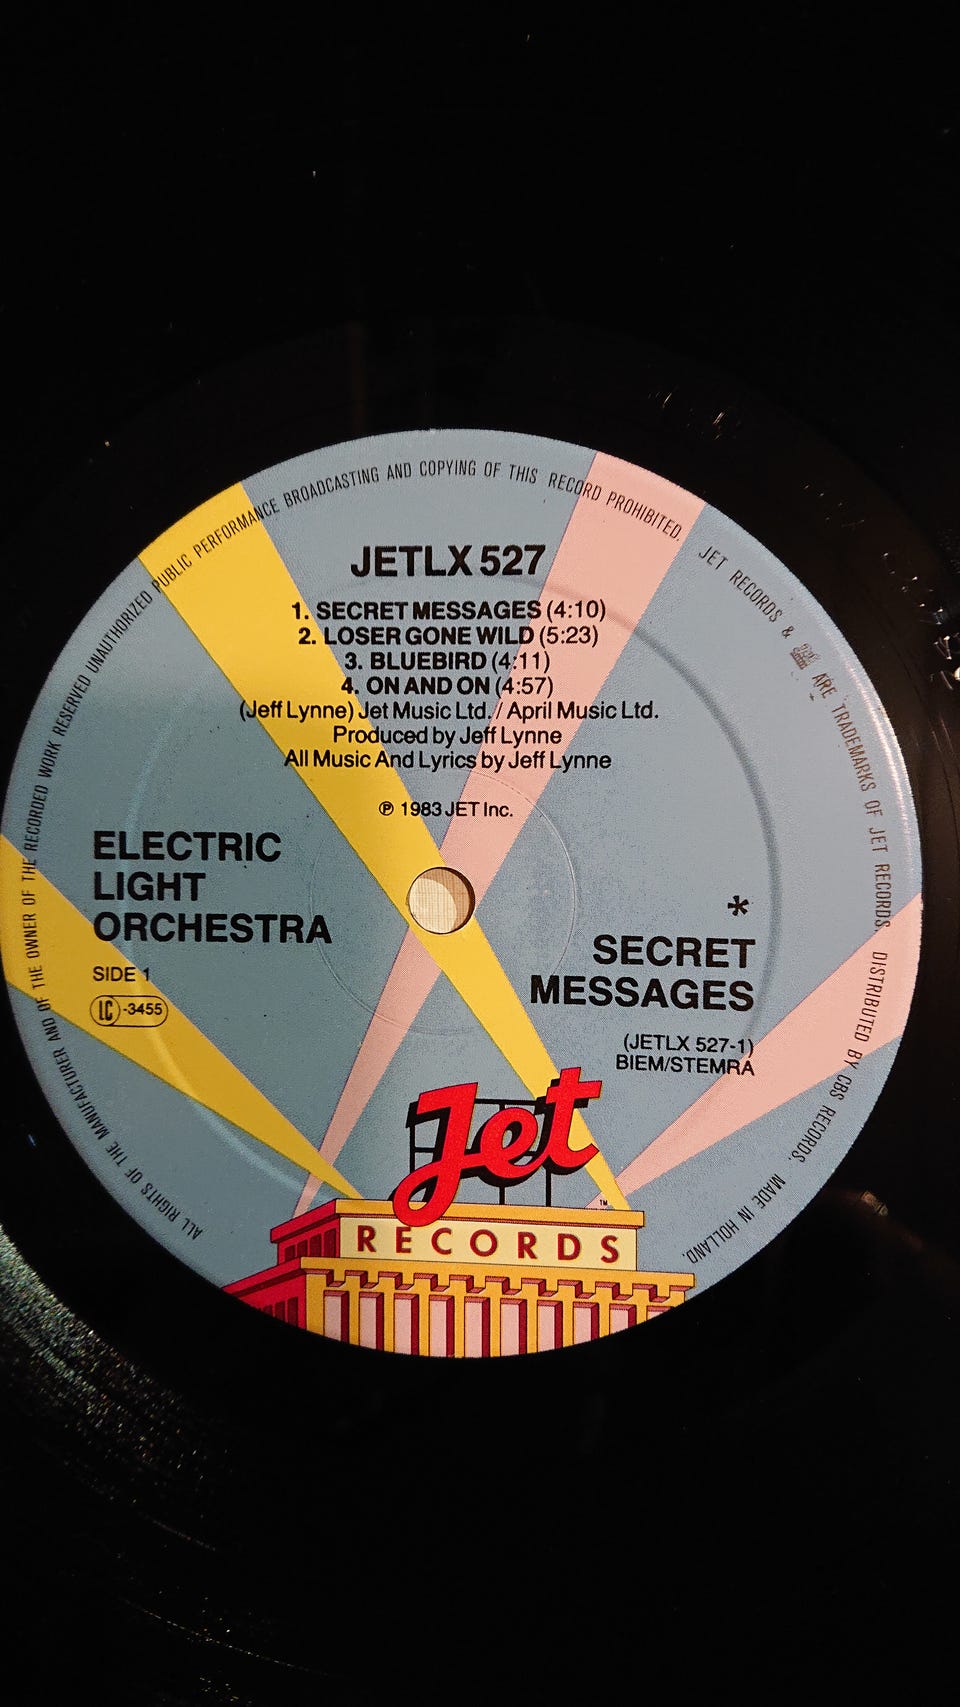 JETLX 527
1. SECRET MESSAGES (4:10)
2. LOSER GONE WILD (5:23)
3. BLUEBIRD (4:11)
4. ON AND ON (4:57)
(Jeff Lynne) Jet Music Ltd. / April Music Ltd.
Produced by Jeff Lynne
All Music And Lyrics by Jeff Lynne
℗ 1983 JET Inc.
ELECTRIC
LIGHT
ORCHESTRA
SIDE 1
LC -3455
*
SECRET
MESSAGES
(JETLX 527-1)
BIEM/STEMRA
Jet
TM
RECORDS
ALL RIGHTS OF THE MANUFACTURER AND OF THE OWNER OF THE RECORDED WORK RESERVED UNAUTHORIZED PUBLIC PERFORMANCE BROADCASTING AND COPYING OF THIS RECORD PROHIBITED. JET RECORDS & ARE TRADEMARKS OF JET RECORDS. DISTRIBUTED BY CBS RECORDS. MADE IN HOLLAND.